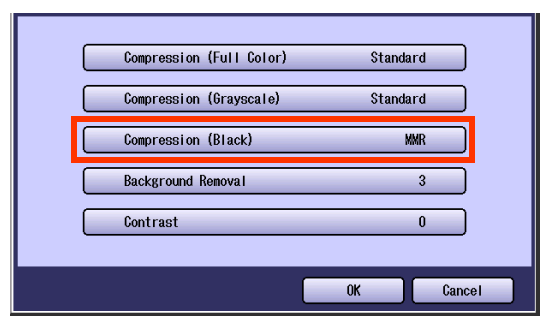 Compression (Full Color) Standard
Compression (Grayscale) Standard
Compression (Black) MMR
Background Removal 3
Contrast 0
OK Cancel